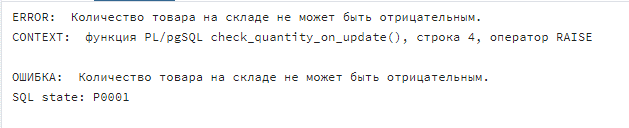 ERROR:  Количество товара на складе не может быть отрицательным.
CONTEXT:  функция PL/pgSQL check_quantity_on_update(), строка 4, оператор RAISE
ОШИБКА:  Количество товара на складе не может быть отрицательным.
SQL state: P0001